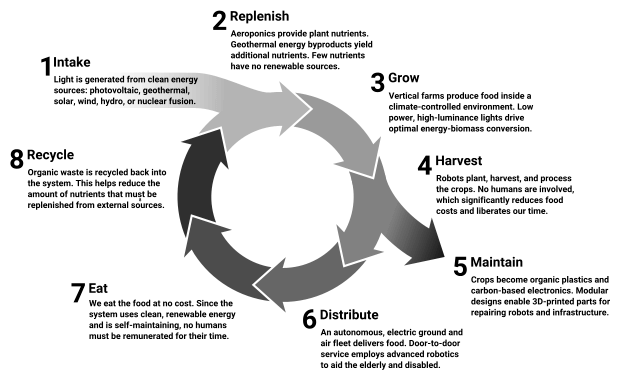 1 Intake
Light is generated from clean energy
sources: photovoltaic, geothermal,
solar, wind, hydro, or nuclear fusion.
2 Replenish
Aeroponics provide plant nutrients.
Geothermal energy byproducts yield
additional nutrients. Few nutrients
have no renewable sources.
3 Grow
Vertical farms produce food inside a
climate-controlled environment. Low
power, high-luminance lights drive
optimal energy-biomass conversion.
4 Harvest
Robots plant, harvest, and process
the crops. No humans are involved,
which significantly reduces food
costs and liberates our time.
5 Maintain
Crops become organic plastics and
carbon-based electronics. Modular
designs enable 3D-printed parts for
repairing robots and infrastructure.
6 Distribute
An autonomous, electric ground and
air fleet delivers food. Door-to-door
service employs advanced robotics
to aid the elderly and disabled.
7 Eat
We eat the food at no cost. Since the
system uses clean, renewable energy
and is self-maintaining, no humans
must be remunerated for their time.
8 Recycle
Organic waste is recycled back into
the system. This helps reduce the
amount of nutrients that must be
replenished from external sources.